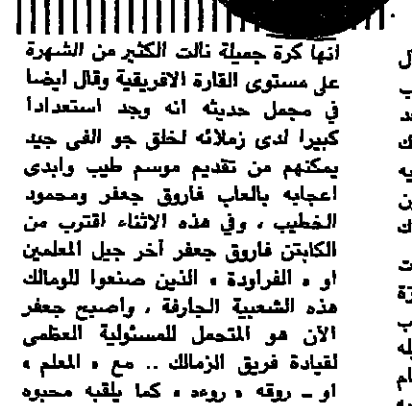 انها كرة جميلة نالت الكثير من الشهرة
على مستوى القارة الافريقية وقال ايضا
في مجمل حديثه انه وجد استعدادا
كبيرا لدى زملائه لخلق جو الفى جيد
يمكنهم من تقديم موسم طيب وابدى
اعجابه بالعاب فاروق جعفر ومحمود
الخطيب ، وفي هذه الاثناء اقترب من
الكابتن فاروق جعفر آخر جيل المعلمين
او « الفراودة » الذين صنعوا للومالك
هذه الشعبية الجارفة ، واصبح جعفر
الآن هو المتحمل للمسئولية العظمى
لقيادة فريق الزمالك .. مع « المعلم »
او ـ روقه « روعه » كما يلقبه محبوه